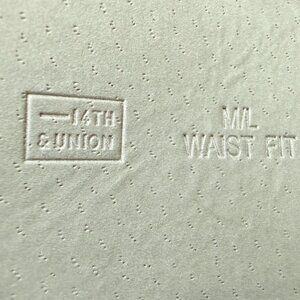 14TH
& UNION
M/L
WAIST FIT